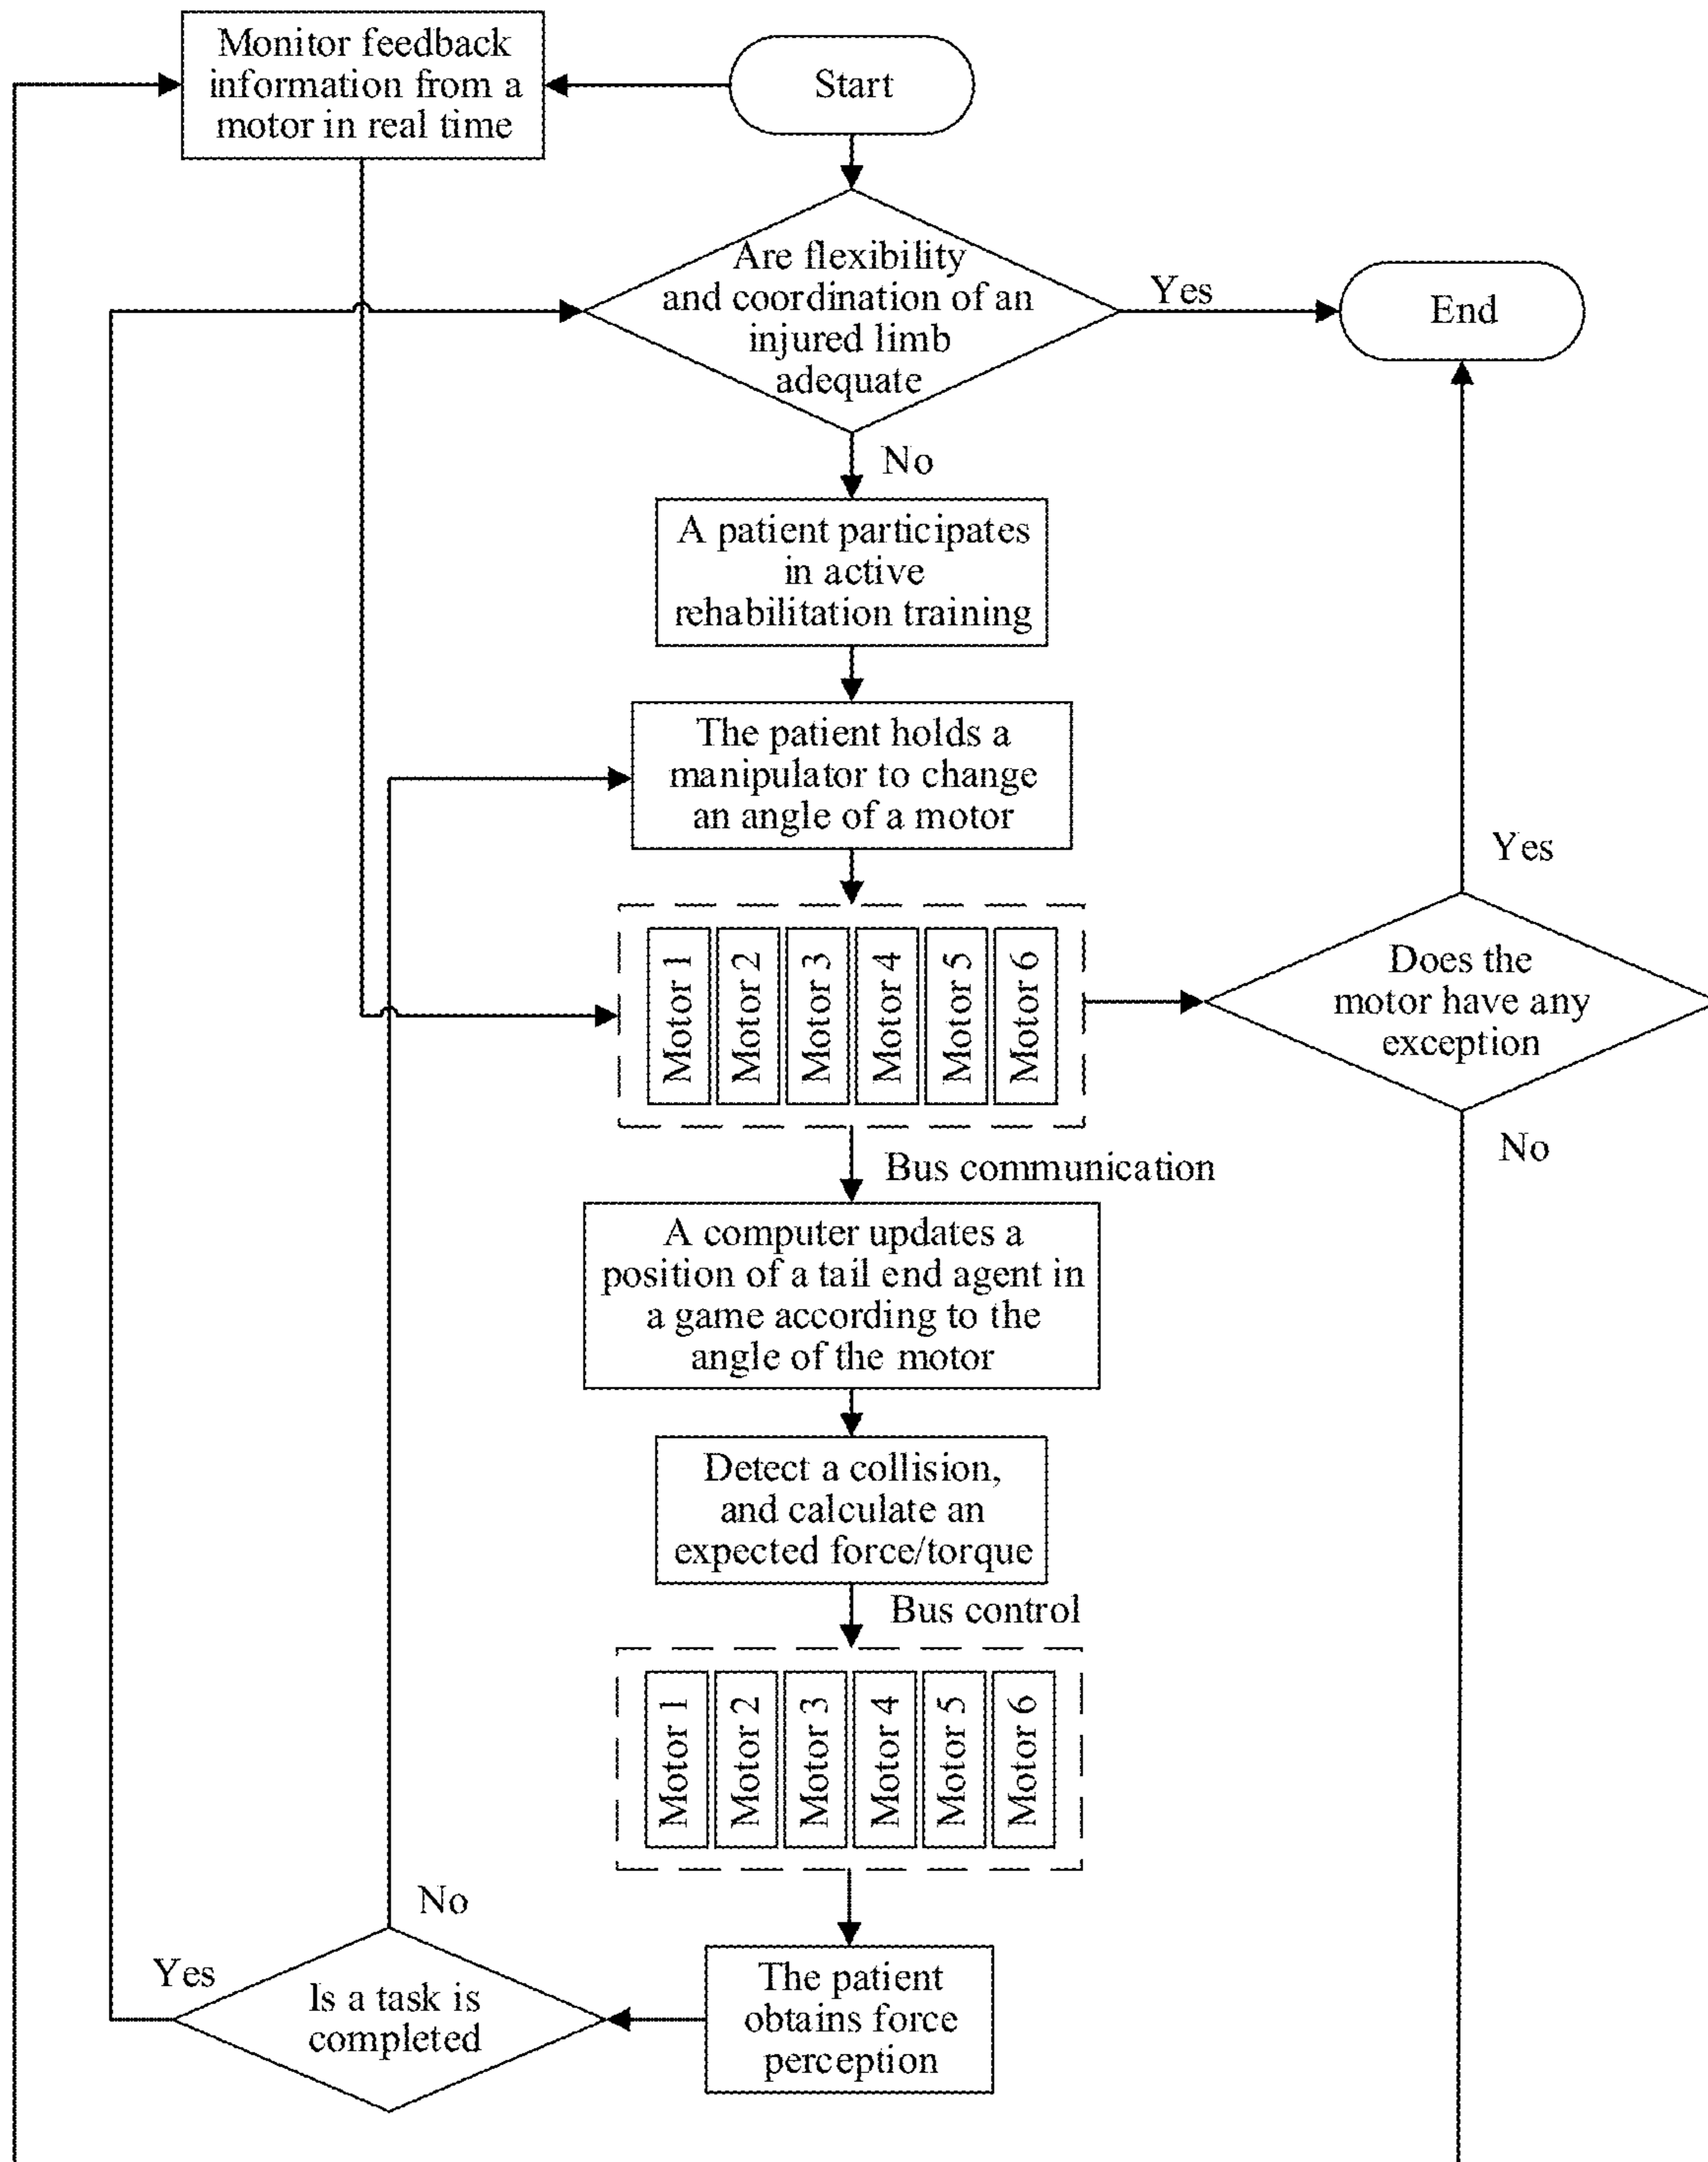 Monitor feedback
information from a
motor in real time
Start
Are flexibility
and coordination of an
injured limb
adequate
Yes
End
No
A patient participates
in active
rehabilitation training
The patient holds a
manipulator to change
an angle of a motor
Yes
Motor 1
Motor 2
Motor 3
Motor 4
Motor 5
Motor 6
Does the
motor have any
exception
No
Bus communication
A computer updates a
position of a tail end agent in
a game according to the
angle of the motor
Detect a collision,
and calculate an
expected force/torque
Bus control
Motor 1
Motor 2
Motor 3
Motor 4
Motor 5
Motor 6
No
Yes
Is a task is
completed
The patient
obtains force
perception